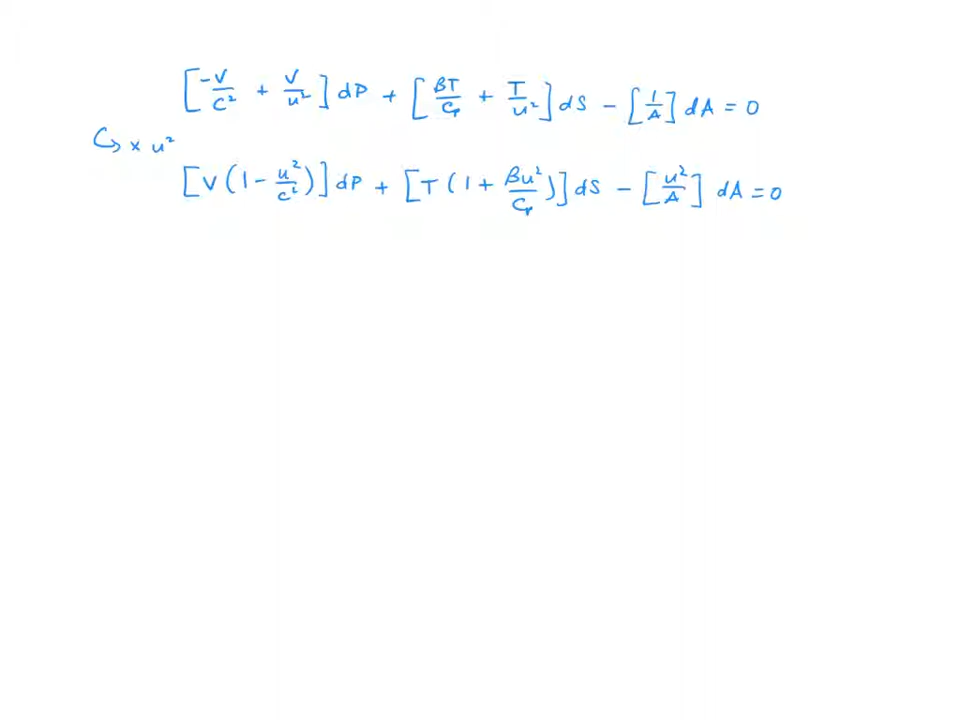 [-V/c² + V/u²] dP + [βT/Cp + T/u²] dS - [1/A] dA = 0
↳ × u²
[V(1 - u²/c²)] dP + [T(1 + βu²/Cp)] dS - [u²/A] dA = 0